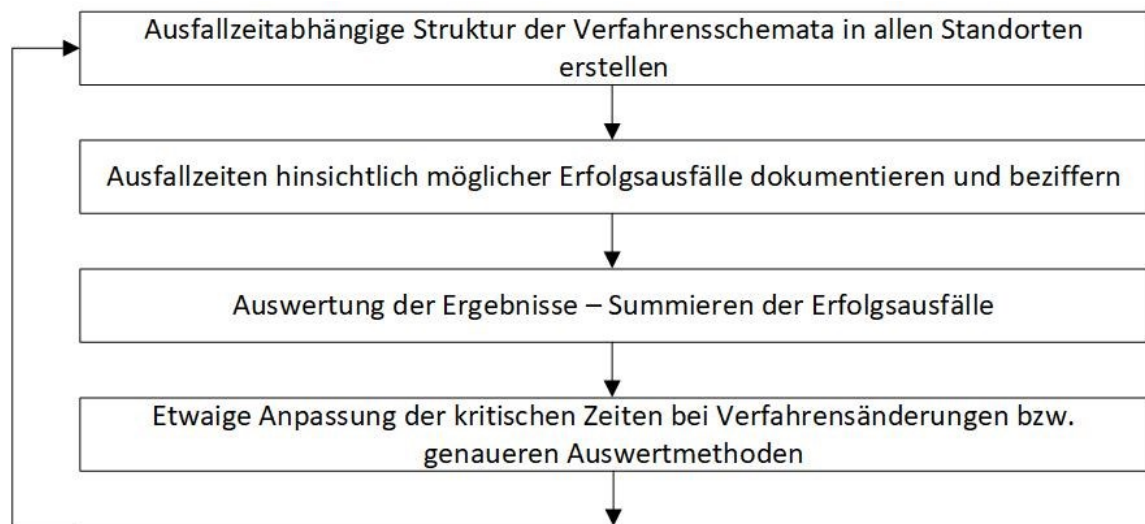 Ausfallzeitabhängige Struktur der Verfahrensschemata in allen Standorten
erstellen
Ausfallzeiten hinsichtlich möglicher Erfolgsausfälle dokumentieren und beziffern
Auswertung der Ergebnisse – Summieren der Erfolgsausfälle
Etwaige Anpassung der kritischen Zeiten bei Verfahrensänderungen bzw.
genaueren Auswertmethoden